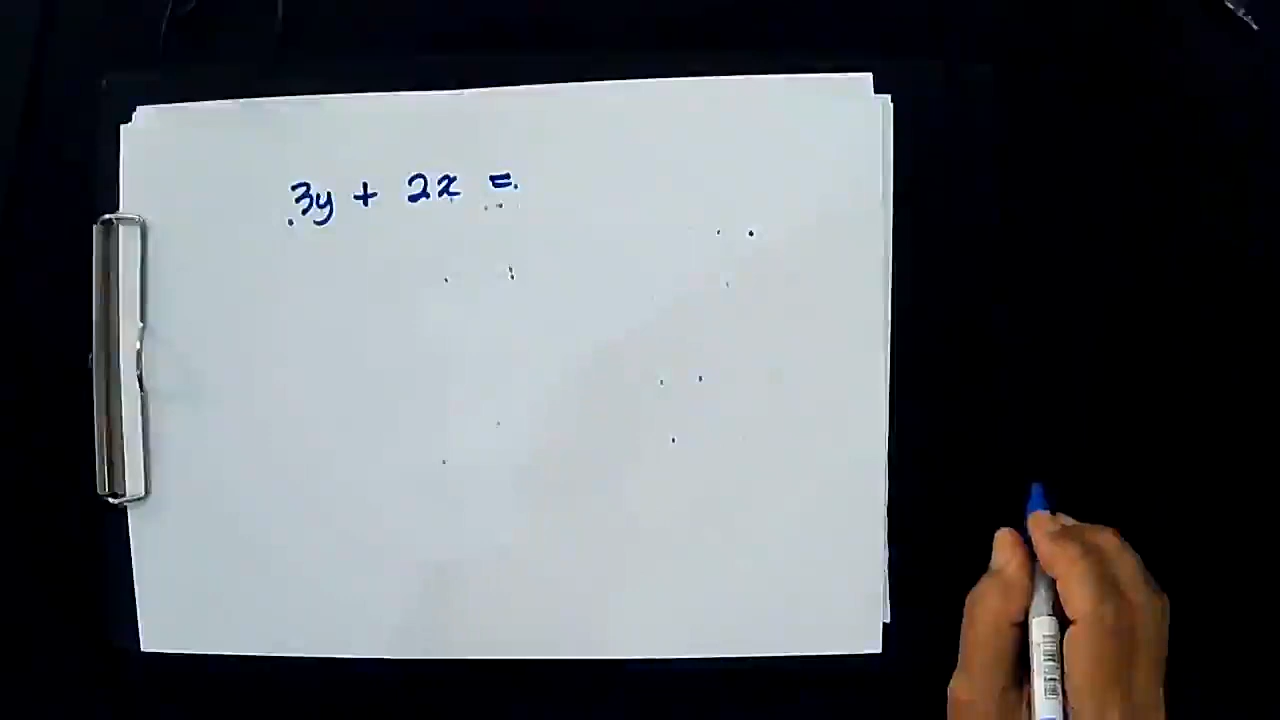 3y + 2x =